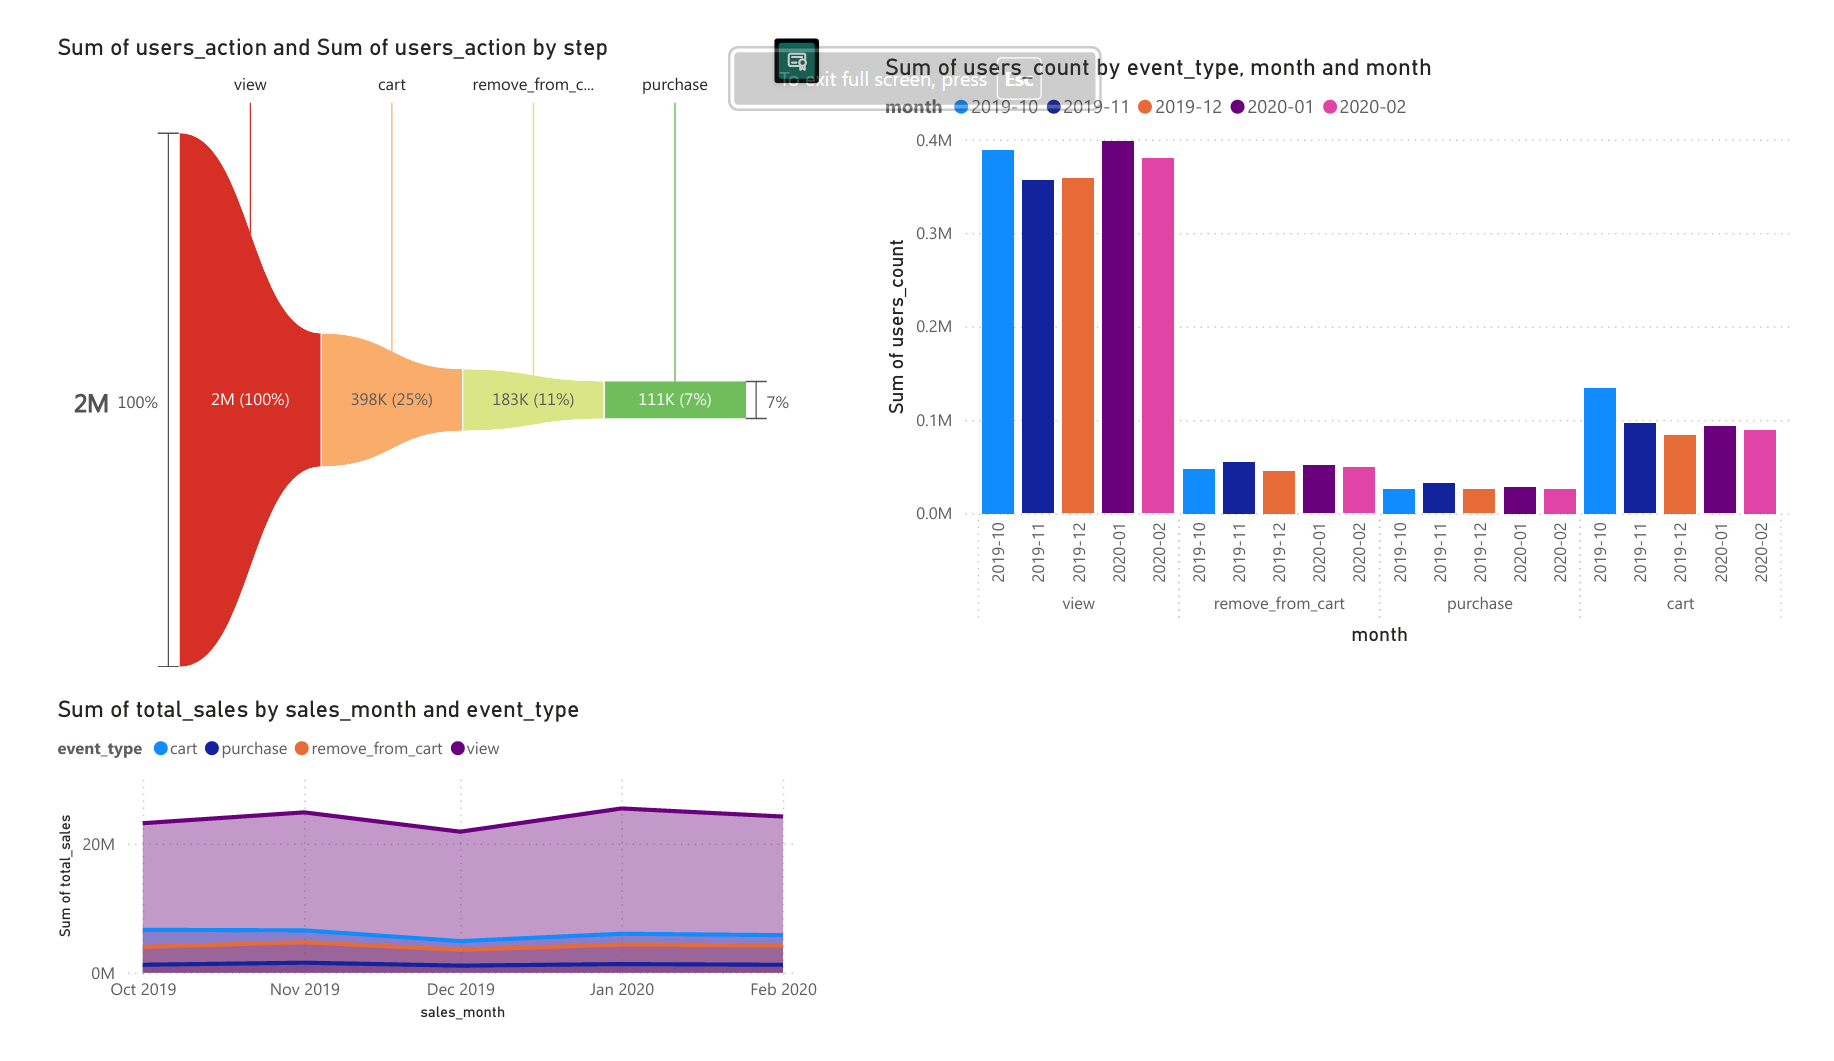 Sum of users_action and Sum of users_action by step
view
cart
remove_from_c...
purchase
2M 100%
2M (100%)
398K (25%)
183K (11%)
111K (7%)
7%
To exit full screen, press Esc
Sum of users_count by event_type, month and month
month 2019-10 2019-11 2019-12 2020-01 2020-02
Sum of users_count
0.4M
0.3M
0.2M
0.1M
0.0M
2019-10 2019-11 2019-12 2020-01 2020-02 2019-10 2019-11 2019-12 2020-01 2020-02 2019-10 2019-11 2019-12 2020-01 2020-02 2019-10 2019-11 2019-12 2020-01 2020-02
view remove_from_cart purchase cart
month
Sum of total_sales by sales_month and event_type
event_type cart purchase remove_from_cart view
Sum of total_sales
20M
0M
Oct 2019 Nov 2019 Dec 2019 Jan 2020 Feb 2020
sales_month